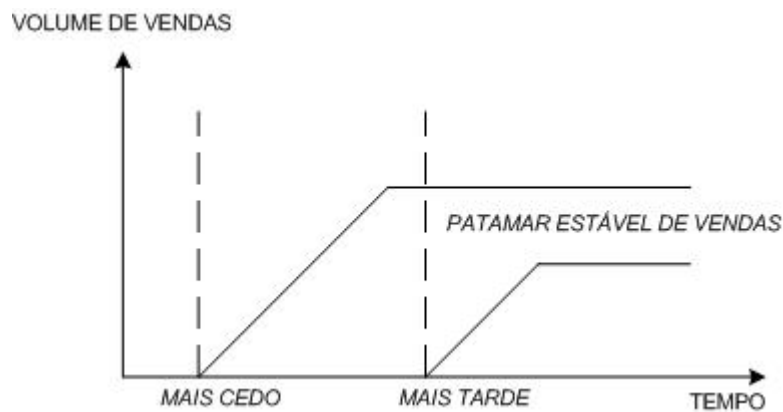 VOLUME DE VENDAS
PATAMAR ESTÁVEL DE VENDAS
MAIS CEDO
MAIS TARDE
TEMPO